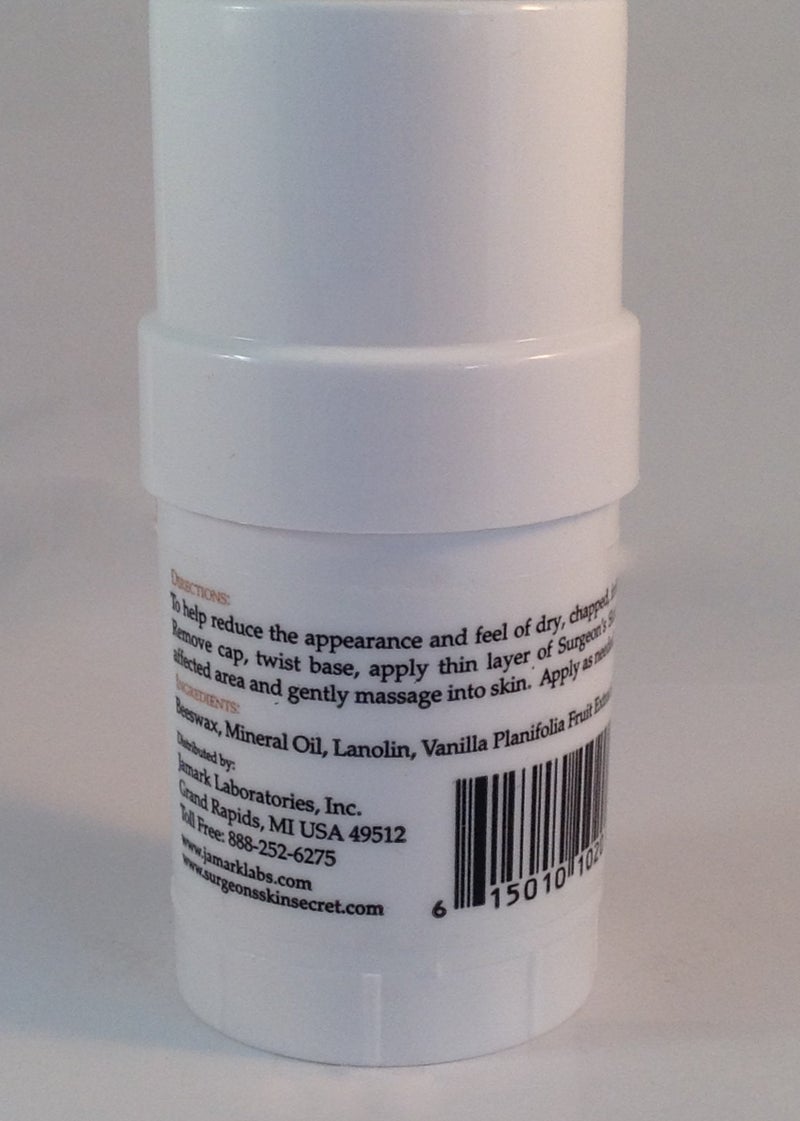 DIRECTIONS:
To help reduce the appearance and feel of dry, chapped,
Remove cap, twist base, apply thin layer of Surgeon's
affected area and gently massage into skin. Apply as
INGREDIENTS:
Beeswax, Mineral Oil, Lanolin, Vanilla Planifolia Fruit
Distributed by:
Jamark Laboratories, Inc.
Grand Rapids, MI USA 49512
Toll Free: 888-252-6275
www.jamarklabs.com
www.surgeonsskinsecret.com
6 15010 1020